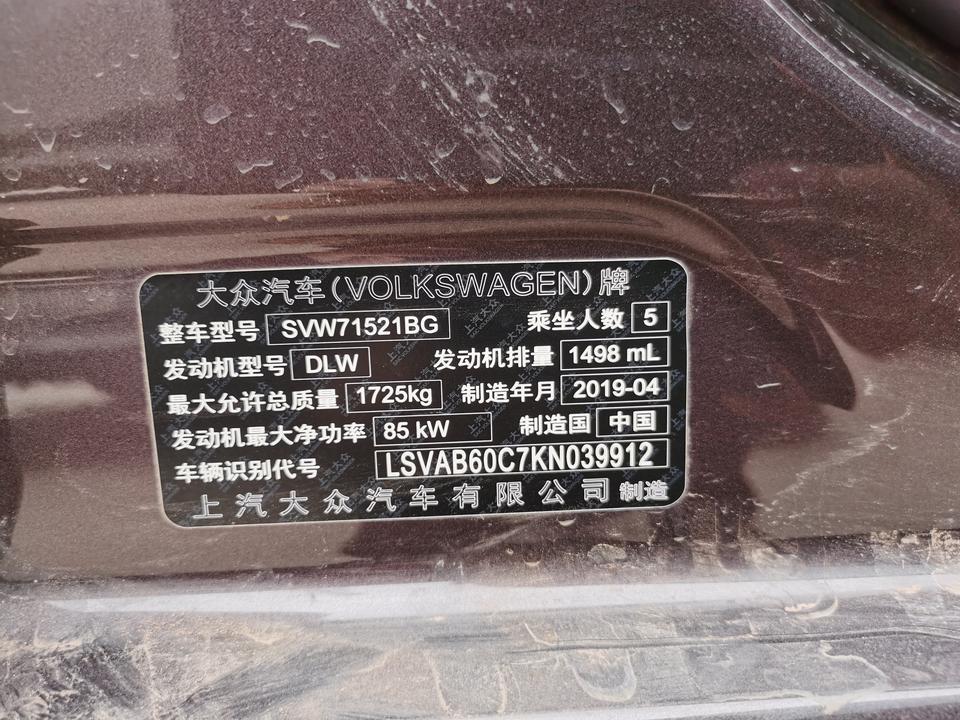 大众汽车(VOLKSWAGEN)牌
整车型号 SVW71521BG 乘坐人数 5
发动机型号 DLW 发动机排量 1498 mL
最大允许总质量 1725kg 制造年月 2019-04
发动机最大净功率 85 kW 制造国 中国
车辆识别代号 LSVAB60C7KN039912
上汽大众汽车有限公司 制造